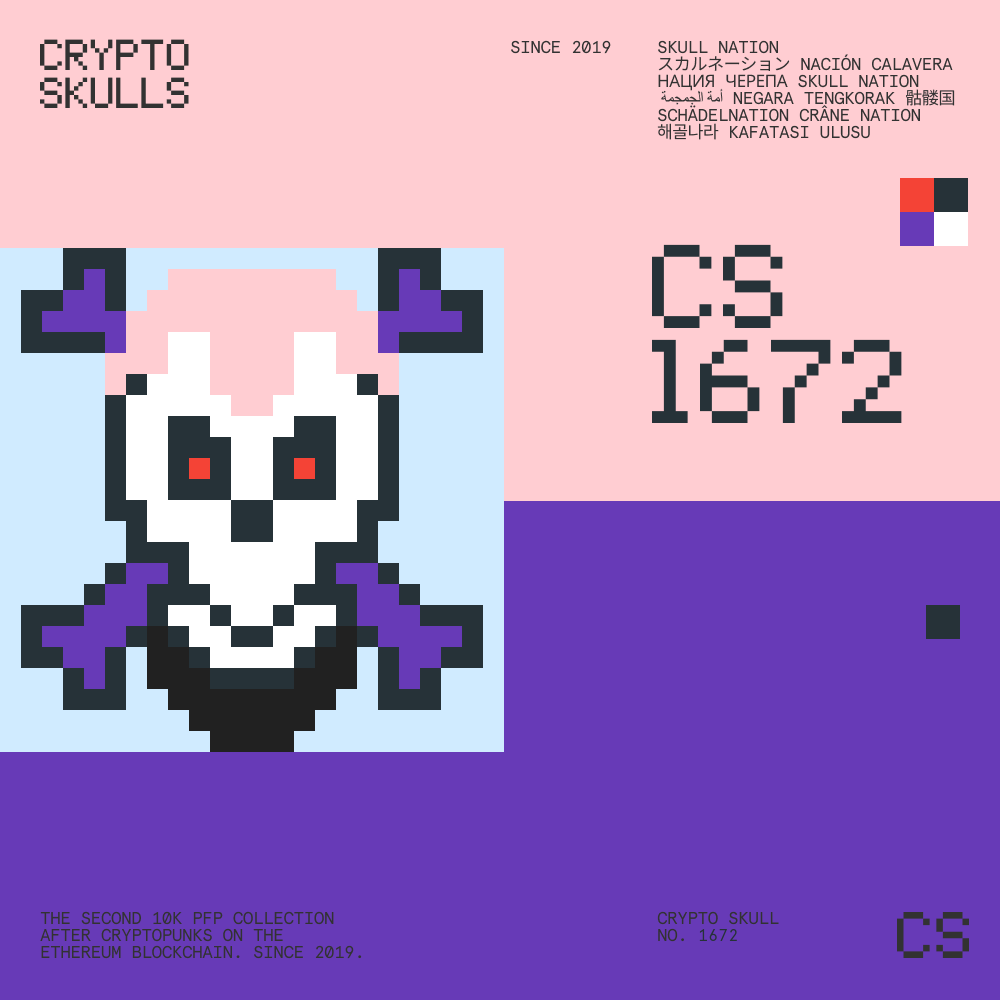 CRYPTO
SKULLS
SINCE 2019
SKULL NATION
スカルネーション NACIÓN CALAVERA
НАЦИЯ ЧЕРЕПА SKULL NATION
أمة الجمجمة NEGARA TENGKORAK 骷髅国
SCHÄDELNATION CRÂNE NATION
해골나라 KAFATASI ULUSU
CS
1672
THE SECOND 10K PFP COLLECTION
AFTER CRYPTOPUNKS ON THE
ETHEREUM BLOCKCHAIN. SINCE 2019.
CRYPTO SKULL
NO. 1672
CS